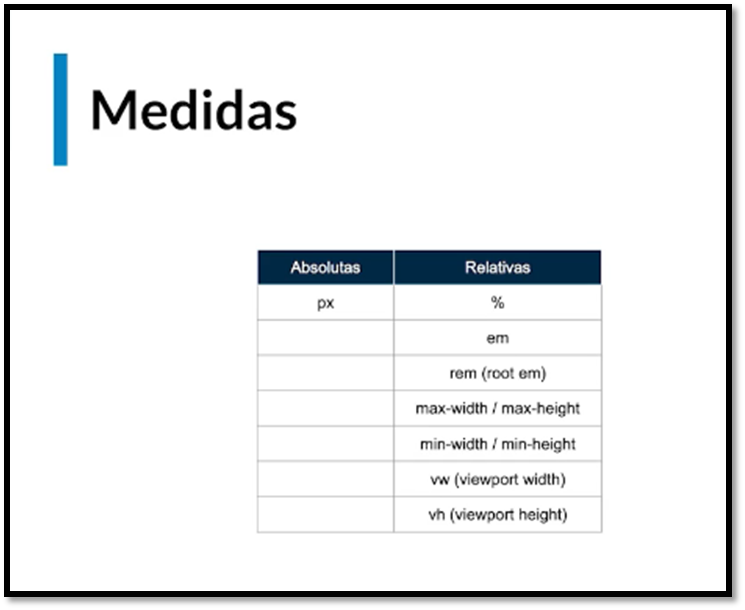 Medidas
Absolutas Relativas
px %
em
rem (root em)
max-width / max-height
min-width / min-height
vw (viewport width)
vh (viewport height)